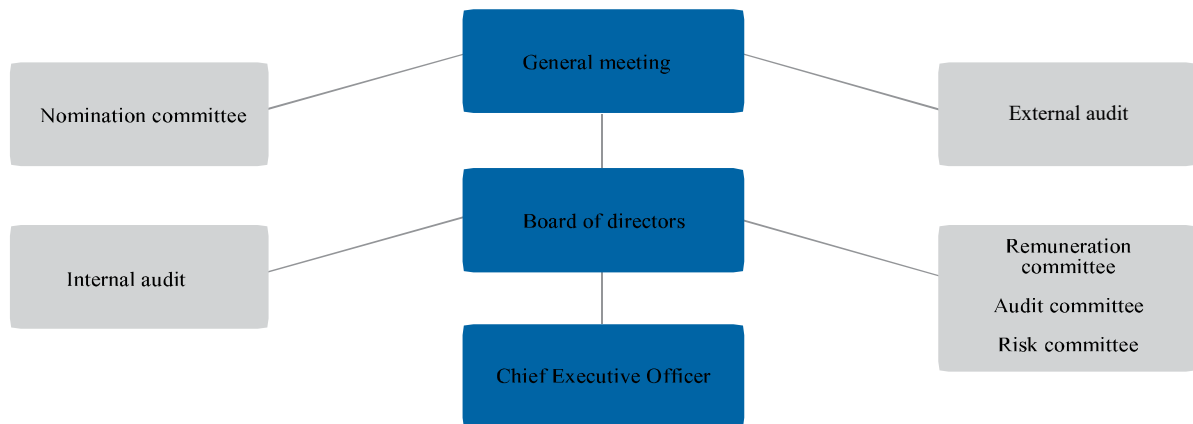 General meeting
Nomination committee
External audit
Board of directors
Internal audit
Remuneration
committee
Audit committee
Risk committee
Chief Executive Officer